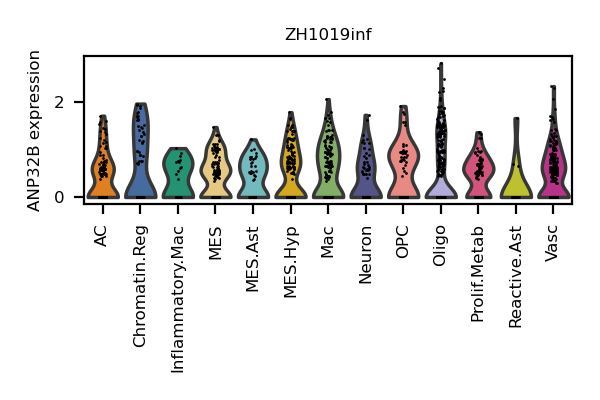 ZH1019inf
ANP32B expression
2
0
AC
Chromatin.Reg
Inflammatory.Mac
MES
MES.Ast
MES.Hyp
Mac
Neuron
OPC
Oligo
Prolif.Metab
Reactive.Ast
Vasc